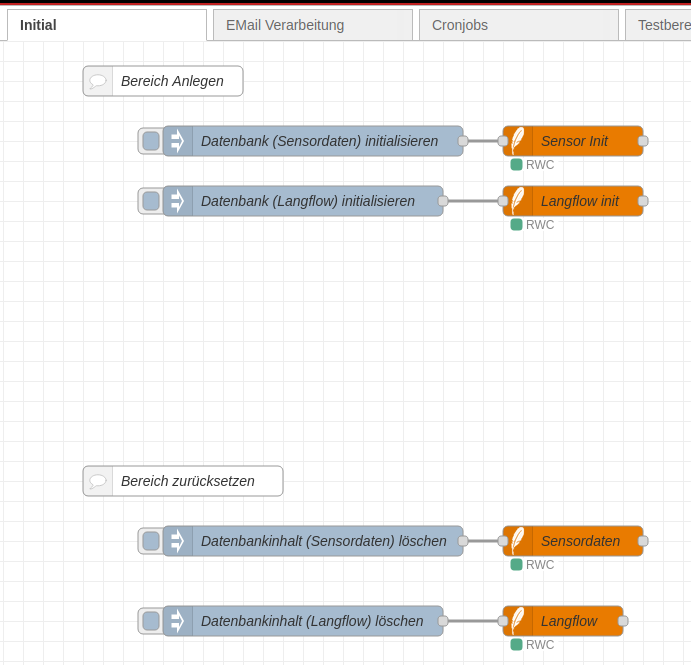 Initial
EMail Verarbeitung
Cronjobs
Testbere
Bereich Anlegen
Datenbank (Sensordaten) initialisieren
Sensor Init
RWC
Datenbank (Langflow) initialisieren
Langflow init
RWC
Bereich zurücksetzen
Datenbankinhalt (Sensordaten) löschen
Sensordaten
RWC
Datenbankinhalt (Langflow) löschen
Langflow
RWC